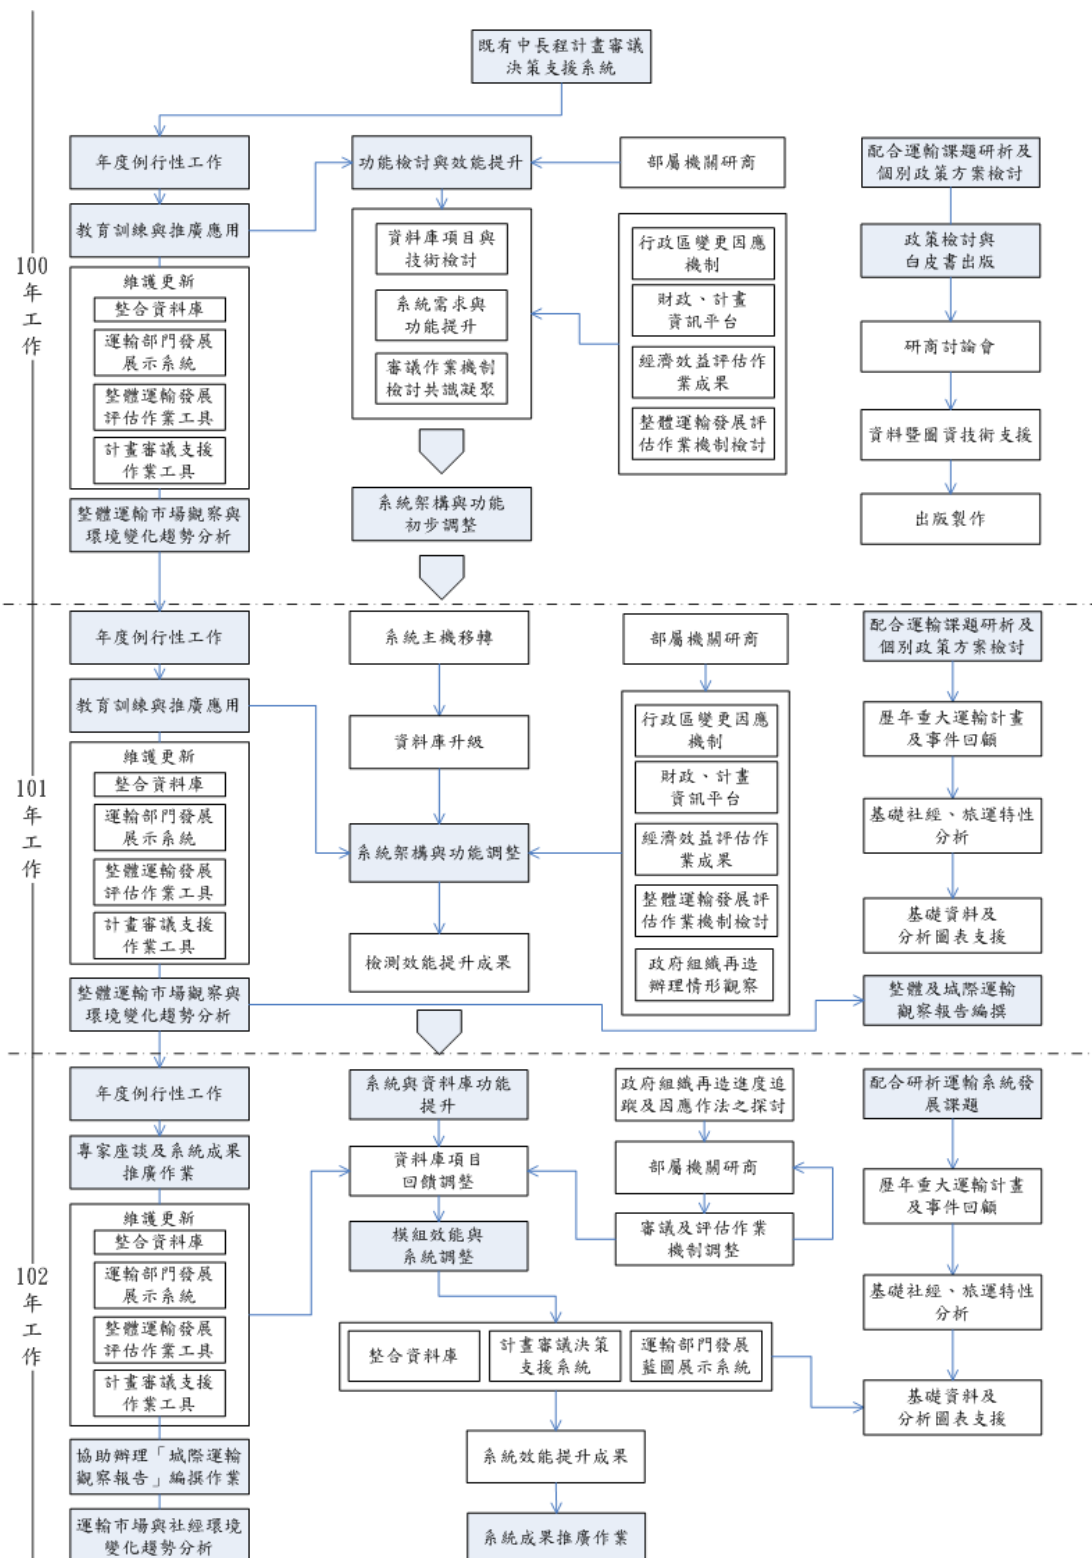 既有中長程計畫審議
決策支援系統
100
年
工
作
年度例行性工作
教育訓練與推廣應用
維護更新
整合資料庫
運輸部門發展
展示系統
整體運輸發展
評估作業工具
計畫審議支援
作業工具
整體運輸市場觀察與
環境變化趨勢分析
功能檢討與效能提升
資料庫項目與
技術檢討
系統需求與
功能提升
審議作業機制
檢討共識凝聚
系統架構與功能
初步調整
部屬機關研商
行政區變更因應
機制
財政、計畫
資訊平台
經濟效益評估作
業成果
整體運輸發展評
估作業機制檢討
配合運輸課題研析及
個別政策方案檢討
政策檢討與
白皮書出版
研商討論會
資料暨圖資技術支援
出版製作
101
年
工
作
年度例行性工作
教育訓練與推廣應用
維護更新
整合資料庫
運輸部門發展
展示系統
整體運輸發展
評估作業工具
計畫審議支援
作業工具
整體運輸市場觀察與
環境變化趨勢分析
系統主機移轉
資料庫升級
系統架構與功能調整
檢測效能提升成果
部屬機關研商
行政區變更因應
機制
財政、計畫
資訊平台
經濟效益評估作
業成果
整體運輸發展評
估作業機制檢討
政府組織再造
辦理情形觀察
配合運輸課題研析及
個別政策方案檢討
歷年重大運輸計畫
及事件回顧
基礎社經、旅運特性
分析
基礎資料及
分析圖表支援
整體及城際運輸
觀察報告編撰
102
年
工
作
年度例行性工作
專家座談及系統成果
推廣作業
維護更新
整合資料庫
運輸部門發展
展示系統
整體運輸發展
評估作業工具
計畫審議支援
作業工具
協助辦理「城際運輸
觀察報告」編撰作業
運輸市場與社經環境
變化趨勢分析
系統與資料庫功能
提升
資料庫項目
回饋調整
模組效能與
系統調整
整合資料庫
計畫審議決策
支援系統
運輸部門發展
藍圖展示系統
系統效能提升成果
系統成果推廣作業
政府組織再造進度追
蹤及因應作法之探討
部屬機關研商
審議及評估作業
機制調整
配合研析運輸系統發
展課題
歷年重大運輸計畫
及事件回顧
基礎社經、旅運特性
分析
基礎資料及
分析圖表支援